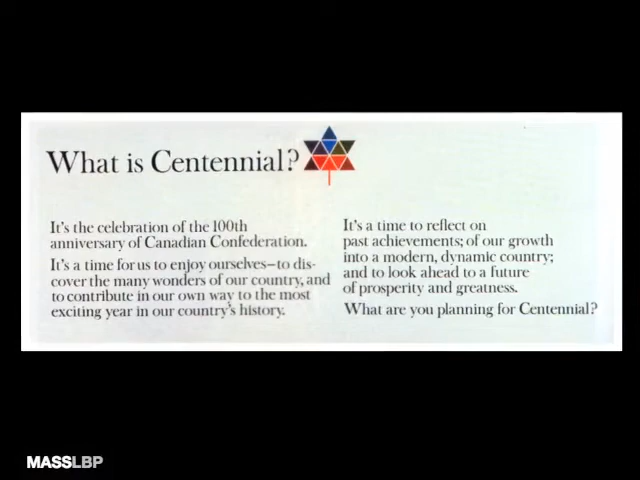 What is Centennial?
It's the celebration of the 100th
anniversary of Canadian Confederation.
It's a time for us to enjoy ourselves—to dis-
cover the many wonders of our country, and
to contribute in our own way to the most
exciting year in our country's history.
It's a time to reflect on
past achievements; of our growth
into a modern, dynamic country;
and to look ahead to a future
of prosperity and greatness.
What are you planning for Centennial?
MASSLBP